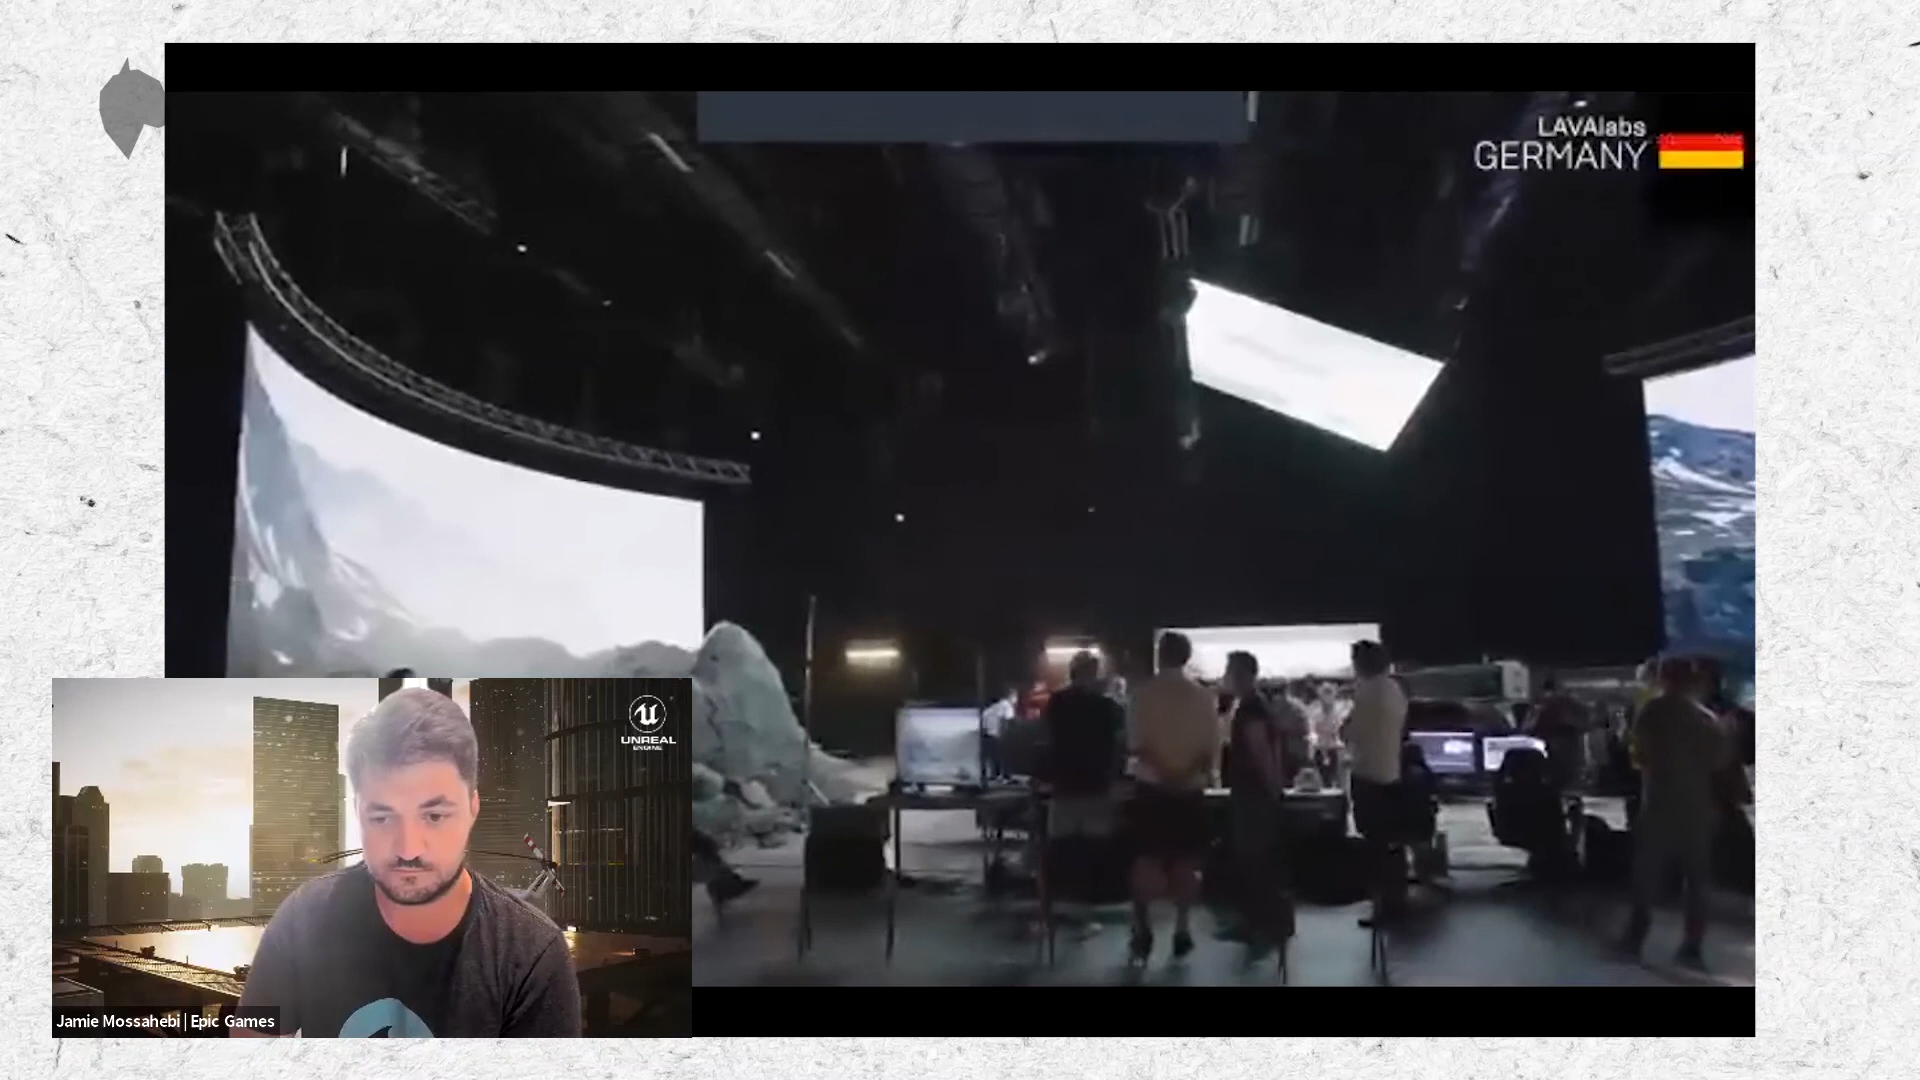 LAVAlabs
GERMANY
UNREAL
ENGINE
Jamie Mossahebi | Epic Games